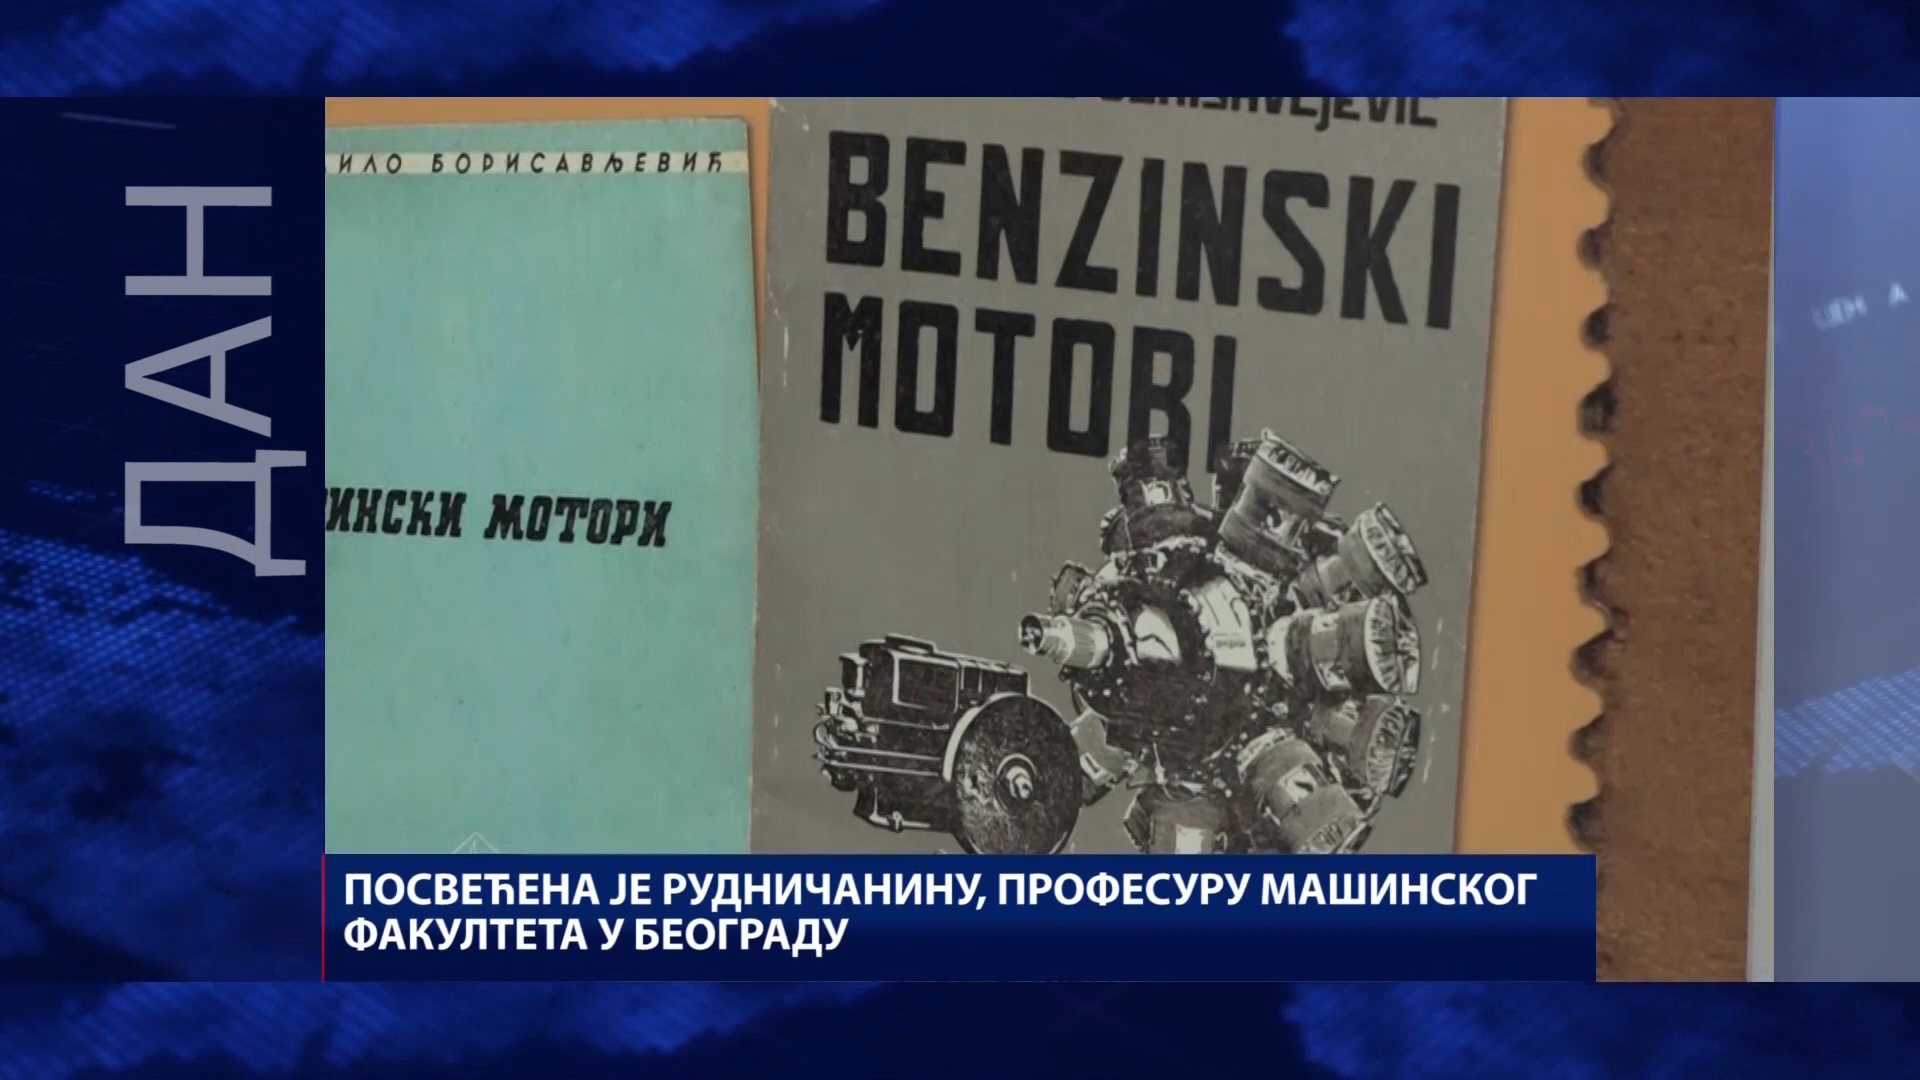 ДАН
ИЛО БОРИСАВЉЕВИЋ
ИНСКИ МОТОРИ
BENZINSKI
MOTORI
ПОСВЕЋЕНА ЈЕ РУДНИЧАНИНУ, ПРОФЕСУРУ МАШИНСКОГ
ФАКУЛТЕТА У БЕОГРАДУ